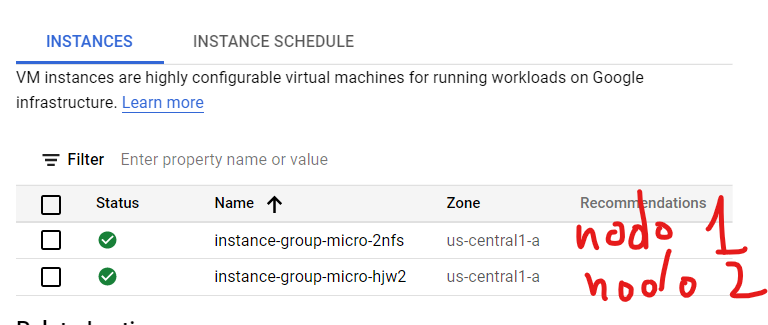 INSTANCES INSTANCE SCHEDULE
VM instances are highly configurable virtual machines for running workloads on Google
infrastructure. Learn more
Filter Enter property name or value
Status Name Zone Recommendations
instance-group-micro-2nfs us-central1-a nodo 1
instance-group-micro-hjw2 us-central1-a nodo 2